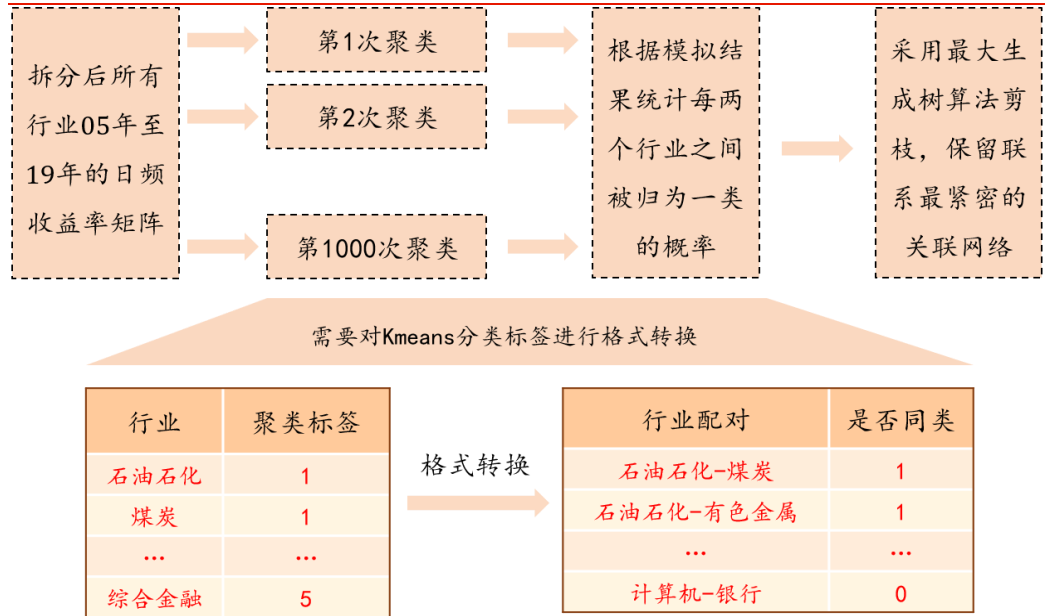 拆分后所有
行业05年至
19年的日频
收益率矩阵
第1次聚类
第2次聚类
第1000次聚类
根据模拟结
果统计每两
个行业之间
被归为一类
的概率
采用最大生
成树算法剪
枝，保留联
系最紧密的
关联网络
需要对Kmeans分类标签进行格式转换
行业 聚类标签
石油石化 1
煤炭 1
… …
综合金融 5
格式转换
行业配对 是否同类
石油石化-煤炭 1
石油石化-有色金属 1
… …
计算机-银行 0